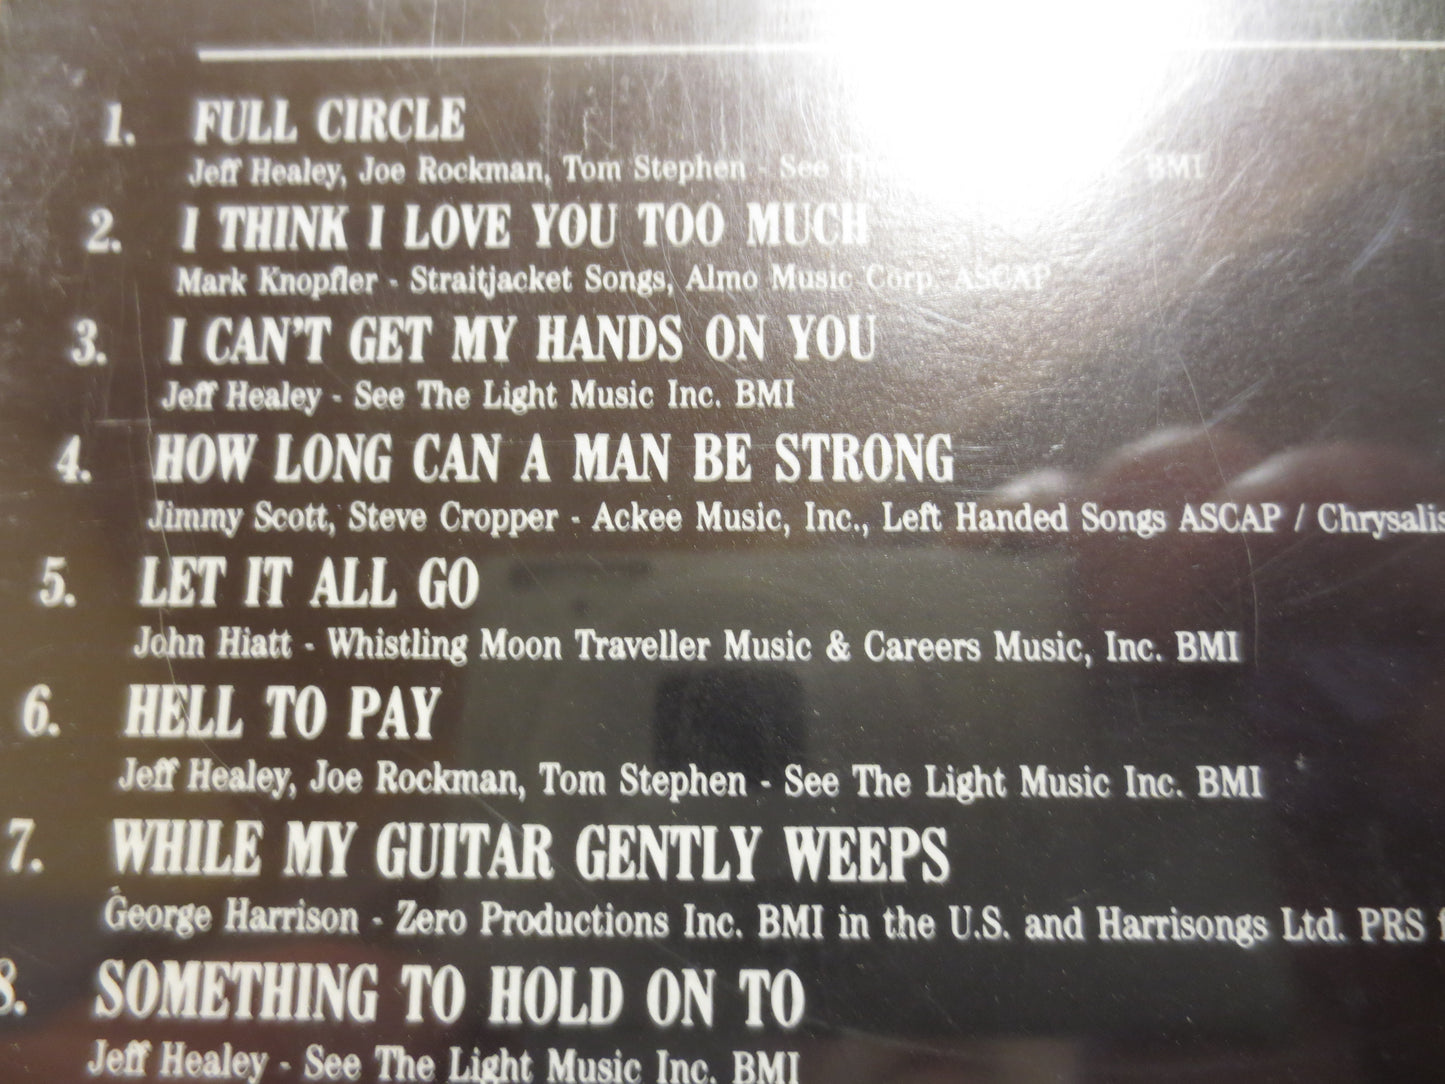 1. FULL CIRCLE
Jeff Healey, Joe Rockman, Tom Stephen - See BMI
2. I THINK I LOVE YOU TOO MUCH
Mark Knopfler - Straitjacket Songs, Almo Music Corp. ASCAP
3. I CAN'T GET MY HANDS ON YOU
Jeff Healey - See The Light Music Inc. BMI
4. HOW LONG CAN A MAN BE STRONG
Jimmy Scott, Steve Cropper - Ackee Music, Inc., Left Handed Songs ASCAP / Chrysalis
5. LET IT ALL GO
John Hiatt - Whistling Moon Traveller Music & Careers Music, Inc. BMI
6. HELL TO PAY
Jeff Healey, Joe Rockman, Tom Stephen - See The Light Music Inc. BMI
7. WHILE MY GUITAR GENTLY WEEPS
George Harrison - Zero Productions Inc. BMI in the U.S. and Harrisongs Ltd. PRS
8. SOMETHING TO HOLD ON TO
Jeff Healey - See The Light Music Inc. BMI